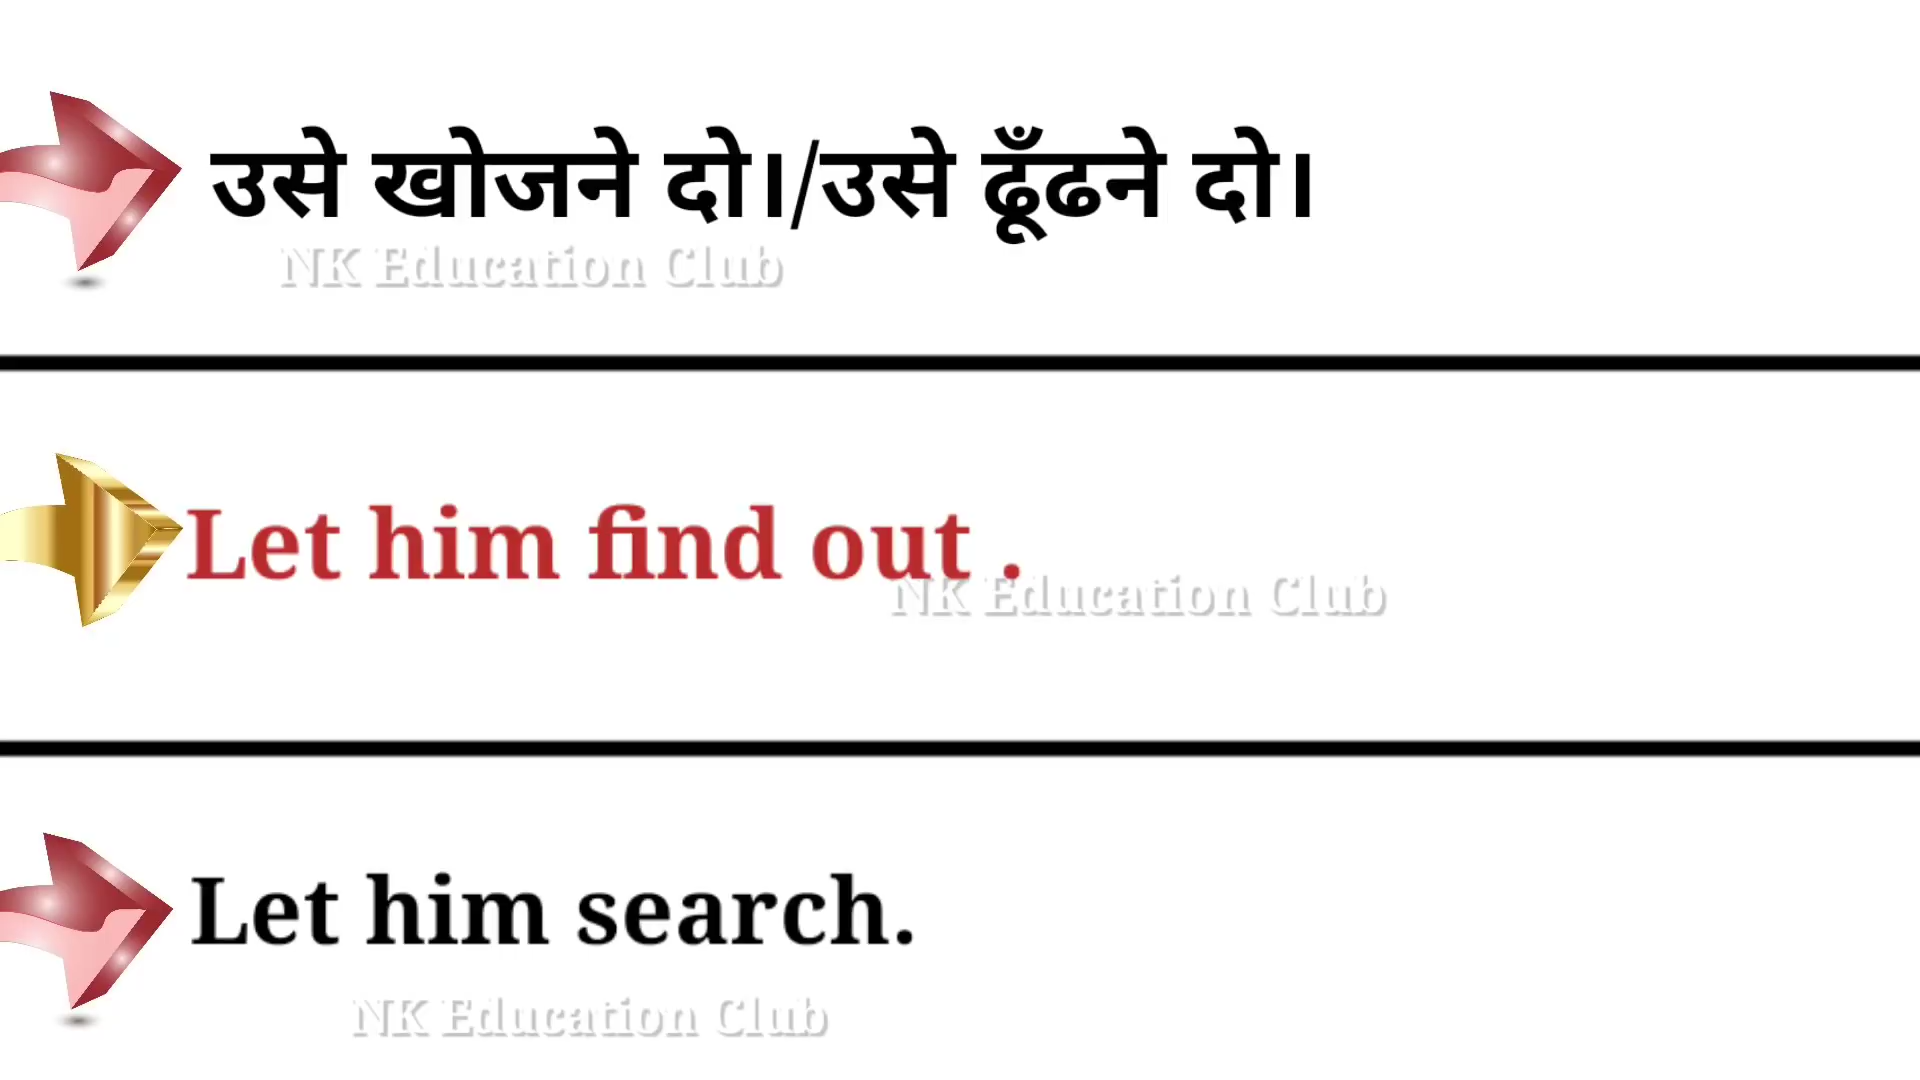 उसे खोजने दो।/उसे ढूँढने दो।
NK Education Club
Let him find out .
NK Education Club
Let him search.
NK Education Club